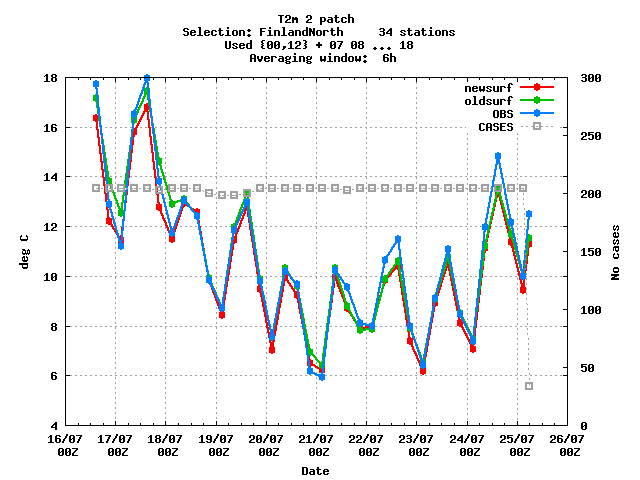 T2m 2 patch
Selection: FinlandNorth 34 stations
Used {00,12} + 07 08 ... 18
Averaging window: 6h
newsurf
oldsurf
OBS
CASES
18
16
14
12
10
8
6
4
deg C
300
250
200
150
100
50
0
No cases
16/07 17/07 18/07 19/07 20/07 21/07 22/07 23/07 24/07 25/07 26/07
00Z 00Z 00Z 00Z 00Z 00Z 00Z 00Z 00Z 00Z 00Z
Date